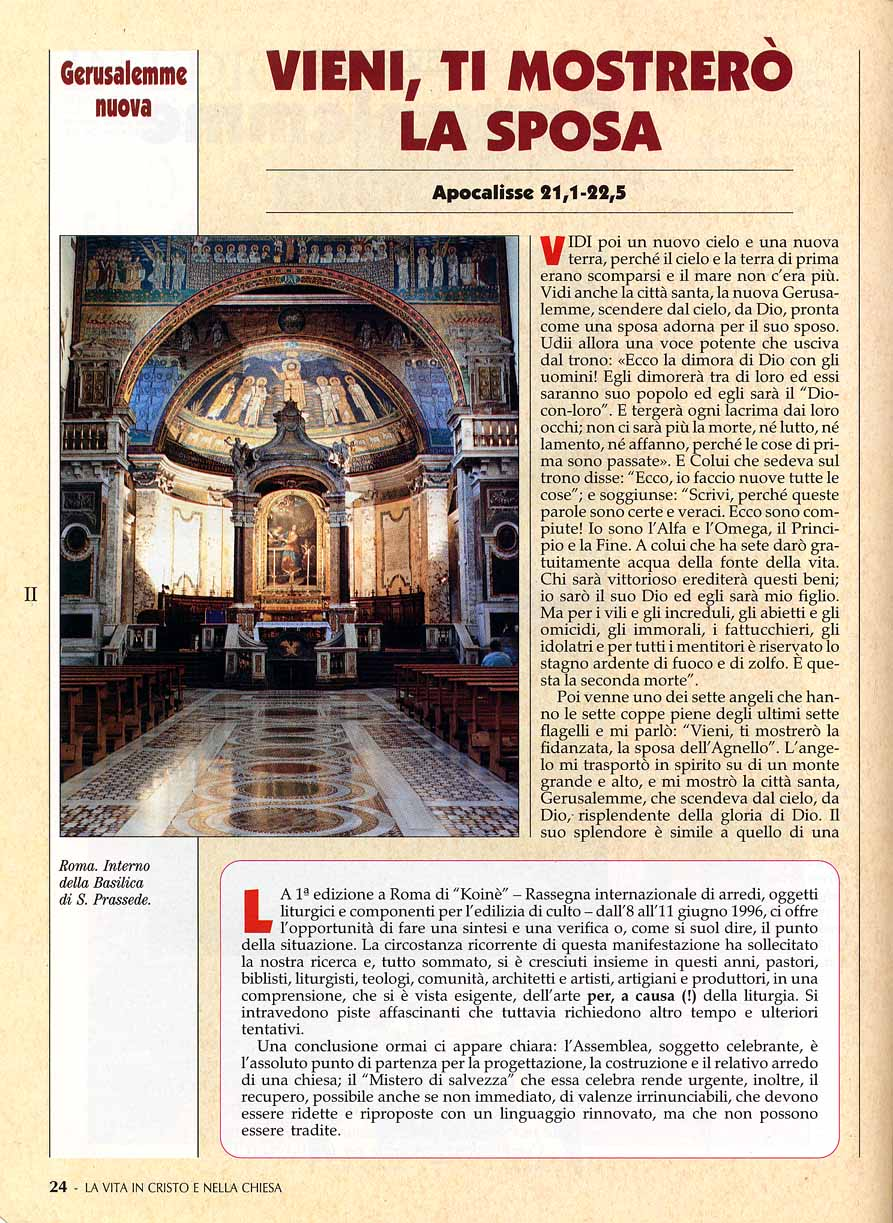 Gerusalemme
nuova
VIENI, TI MOSTRERÒ
LA SPOSA
Apocalisse 21,1-22,5
VIDI poi un nuovo cielo e una nuova
terra, perché il cielo e la terra di prima
erano scomparsi e il mare non c'era più.
Vidi anche la città santa, la nuova Gerusa-
lemme, scendere dal cielo, da Dio, pronta
come una sposa adorna per il suo sposo.
Udii allora una voce potente che usciva
dal trono: «Ecco la dimora di Dio con gli
uomini! Egli dimorerà tra di loro ed essi
saranno suo popolo ed egli sarà il "Dio-
con-loro". E tergerà ogni lacrima dai loro
occhi; non ci sarà più la morte, né lutto, né
lamento, né affanno, perché le cose di pri-
ma sono passate». E Colui che sedeva sul
trono disse: "Ecco, io faccio nuove tutte le
cose"; e soggiunse: "Scrivi, perché queste
parole sono certe e veraci. Ecco sono com-
piute! Io sono l'Alfa e l'Omega, il Princi-
pio e la Fine. A colui che ha sete darò gra-
tuitamente acqua della fonte della vita.
Chi sarà vittorioso erediterà questi beni;
io sarò il suo Dio ed egli sarà mio figlio.
Ma per i vili e gli increduli, gli abietti e gli
omicidi, gli immorali, i fattucchieri, gli
idolatri e per tutti i mentitori è riservato lo
stagno ardente di fuoco e di zolfo. È que-
sta la seconda morte".
Poi venne uno dei sette angeli che han-
no le sette coppe piene degli ultimi sette
flagelli e mi parlò: "Vieni, ti mostrerò la
fidanzata, la sposa dell'Agnello". L'ange-
lo mi trasportò in spirito su di un monte
grande e alto, e mi mostrò la città santa,
Gerusalemme, che scendeva dal cielo, da
Dio, risplendente della gloria di Dio. Il
suo splendore è simile a quello di una
II
Roma. Interno
della Basilica
di S. Prassede.
LA 1ª edizione a Roma di "Koinè" – Rassegna internazionale di arredi, oggetti
liturgici e componenti per l'edilizia di culto – dall'8 all'11 giugno 1996, ci offre
l'opportunità di fare una sintesi e una verifica o, come si suol dire, il punto
della situazione. La circostanza ricorrente di questa manifestazione ha sollecitato
la nostra ricerca e, tutto sommato, si è cresciuti insieme in questi anni, pastori,
biblisti, liturgisti, teologi, comunità, architetti e artisti, artigiani e produttori, in una
comprensione, che si è vista esigente, dell'arte per, a causa (!) della liturgia. Si
intravedono piste affascinanti che tuttavia richiedono altro tempo e ulteriori
tentativi.
Una conclusione ormai ci appare chiara: l'Assemblea, soggetto celebrante, è
l'assoluto punto di partenza per la progettazione, la costruzione e il relativo arredo
di una chiesa; il "Mistero di salvezza" che essa celebra rende urgente, inoltre, il
recupero, possibile anche se non immediato, di valenze irrinunciabili, che devono
essere ridette e riproposte con un linguaggio rinnovato, ma che non possono
essere tradite.
24 - LA VITA IN CRISTO E NELLA CHIESA